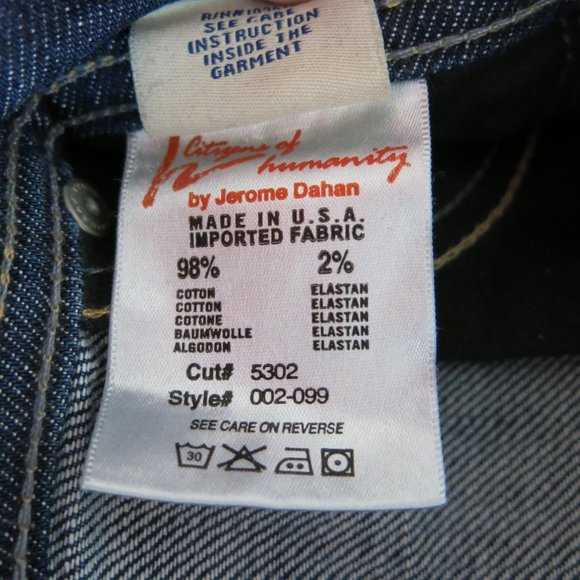 SEE CARE
INSTRUCTION
INSIDE THE
GARMENT
Citizens of
humanity
by Jerome Dahan
MADE IN U.S.A.
IMPORTED FABRIC
98% 2%
COTON ELASTAN
COTTON ELASTAN
COTONE ELASTAN
BAUMWOLLE ELASTAN
ALGODON ELASTAN
Cut# 5302
Style# 002-099
SEE CARE ON REVERSE
30